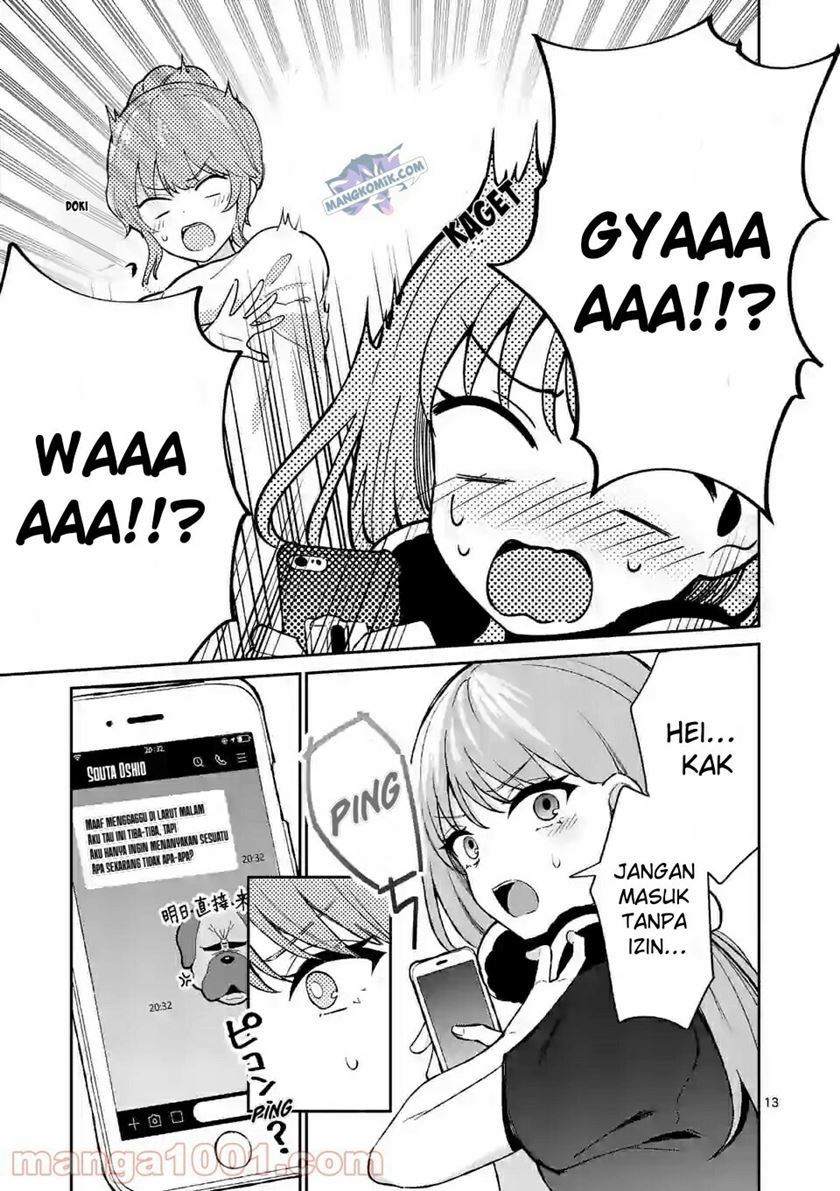 GYAAA
AAA!!?
KAGET
MANGKOMIK.COM
DOKI
WAAA
AAA!!?
HEI...
KAK
JANGAN
MASUK
TANPA
IZIN...
PING
20:32
SOUTA OSHIO
MAAF MENGGAGGU DI LARUT MALAM
AKU TAU INI TIBA-TIBA, TAPI
AKU HANYA INGIN MENANYAKAN SESUATU
APA SEKARANG TIDAK APA-APA?
20:32
明日・直接・来
20:32
ピコン
PING
?
13
manga1001.com